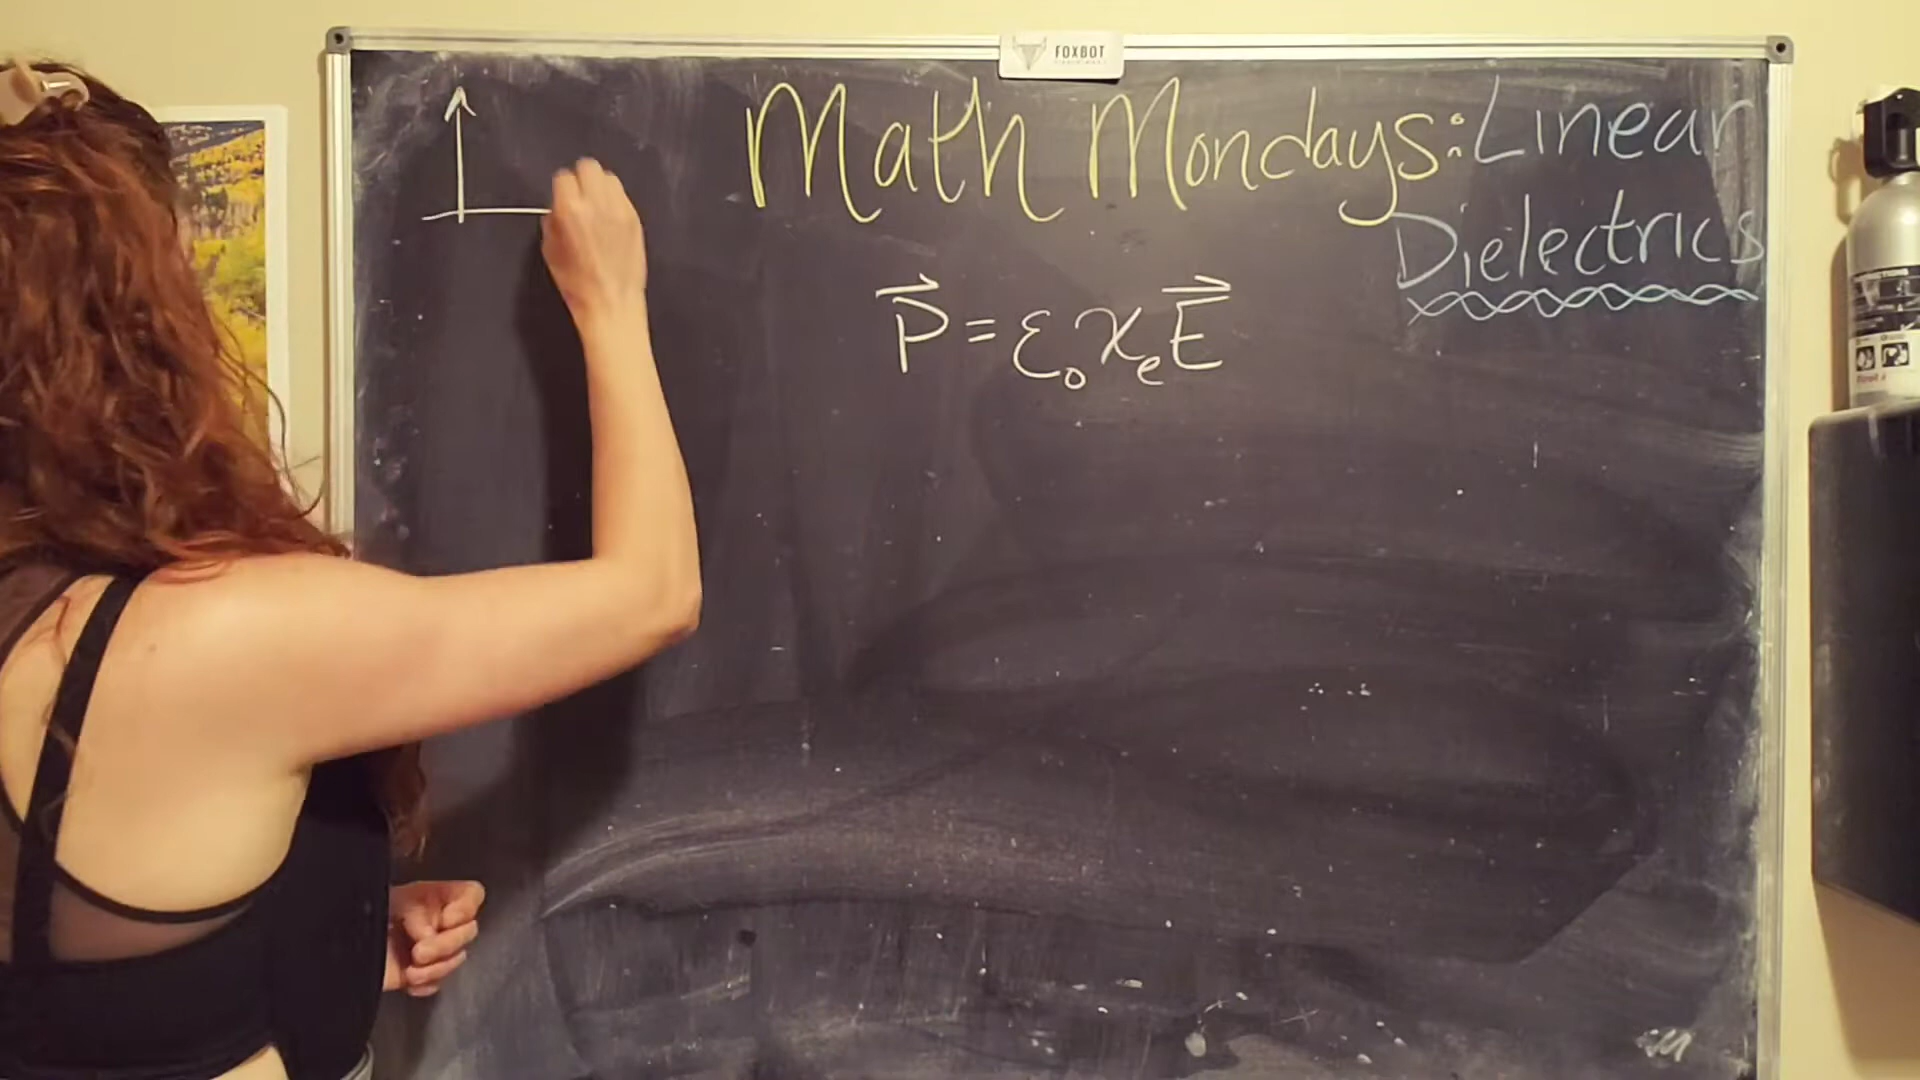 FOXBOT
Math Mondays: Linear
Dielectrics
P⃗ = ε₀χₑE⃗